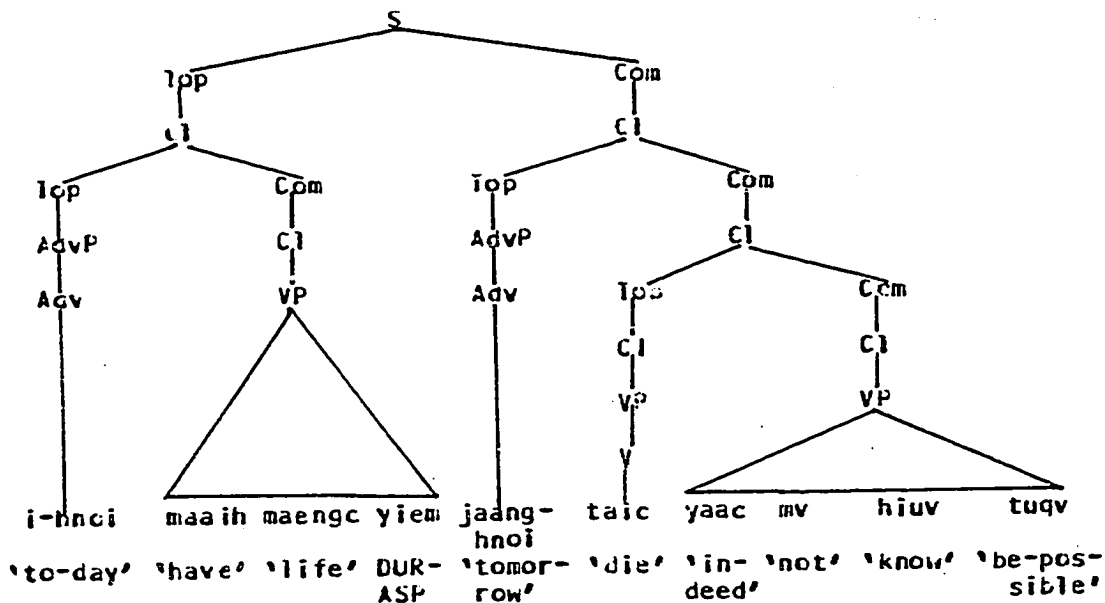 S
Top Com
Cl Cl
Top Com Top Com
AdvP Cl AdvP Cl
Adv VP Adv Top Com
Cl Cl
VP VP
V
i-hnoi maaih maengc yiem jaang- taic yaac mv hiuv tuqv
hnoi
'to-day' 'have' 'life' DUR- 'tomor- 'die' 'in- 'not' 'know' 'be-pos-
ASP row' deed' sible'